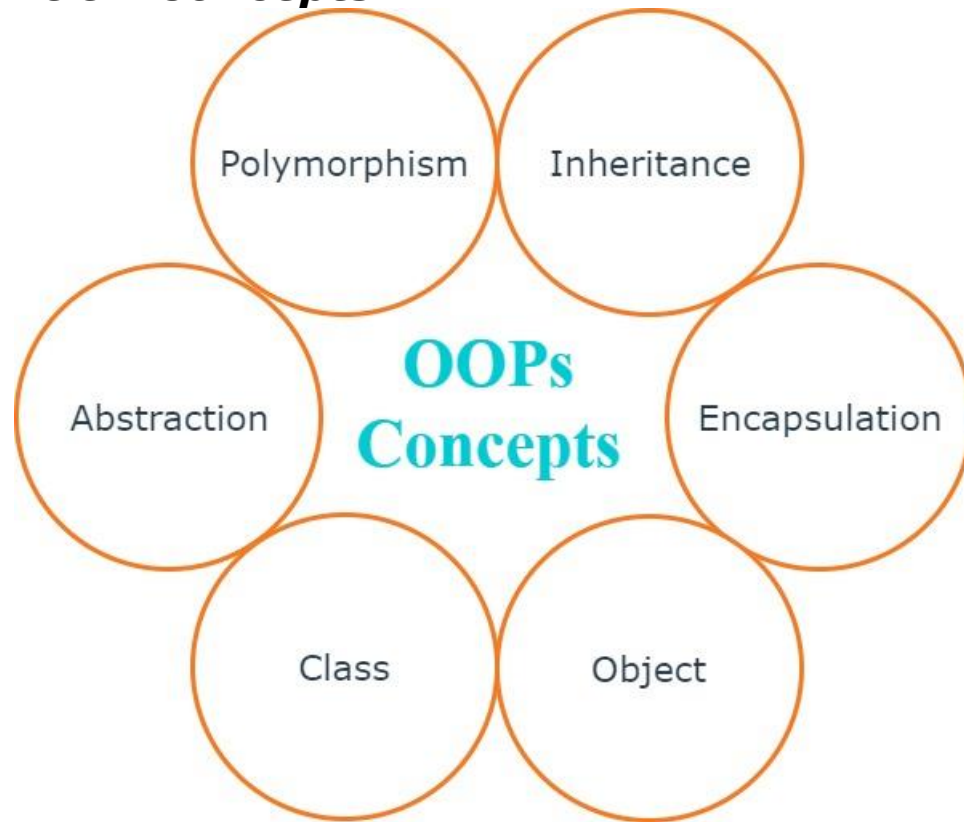 Polymorphism
Inheritance
OOPs
Concepts
Abstraction
Encapsulation
Class
Object